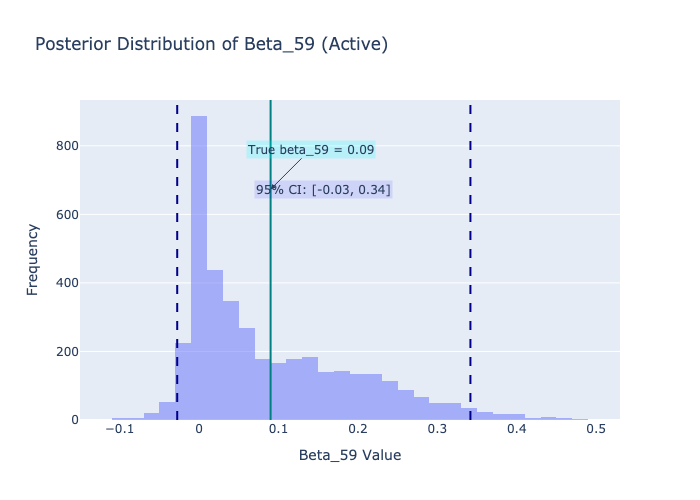 Posterior Distribution of Beta_59 (Active)
True beta_59 = 0.09
95% CI: [-0.03, 0.34]
Frequency
800
600
400
200
0
−0.1 0 0.1 0.2 0.3 0.4 0.5
Beta_59 Value